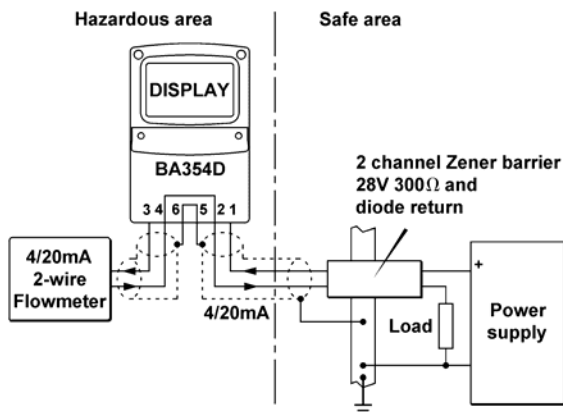 Hazardous area
Safe area
DISPLAY
BA354D
3 4 6 5 2 1
2 channel Zener barrier
28V 300Ω and
diode return
4/20mA
2-wire
Flowmeter
4/20mA
Load
+
Power
supply